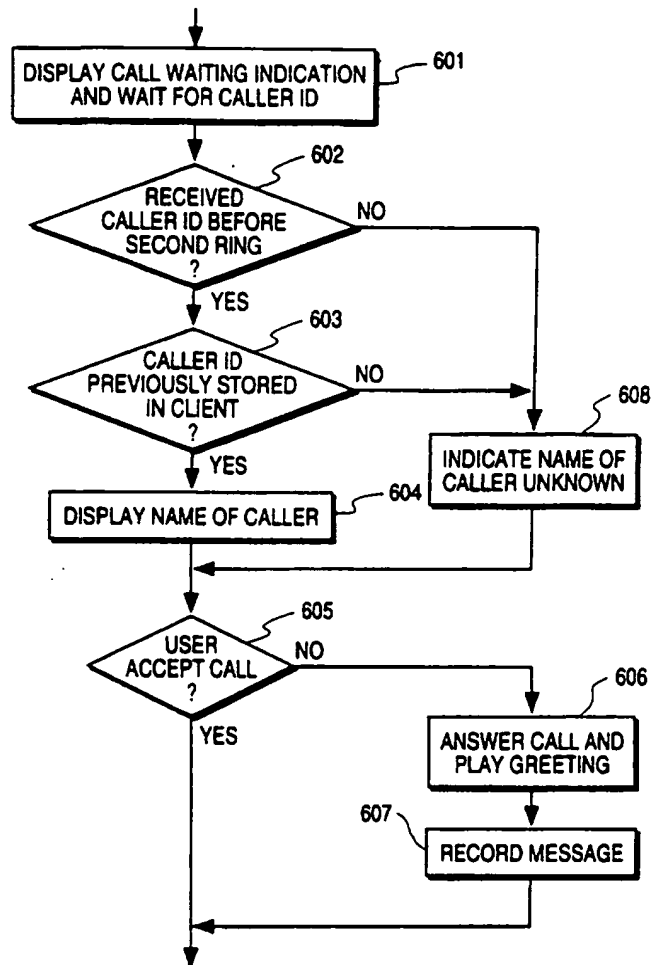 DISPLAY CALL WAITING INDICATION
AND WAIT FOR CALLER ID
601
602
RECEIVED
CALLER ID BEFORE
SECOND RING
?
NO
YES
603
CALLER ID
PREVIOUSLY STORED
IN CLIENT
?
NO
YES
608
INDICATE NAME OF
CALLER UNKNOWN
604
DISPLAY NAME OF CALLER
605
USER
ACCEPT CALL
?
NO
YES
606
ANSWER CALL AND
PLAY GREETING
607
RECORD MESSAGE